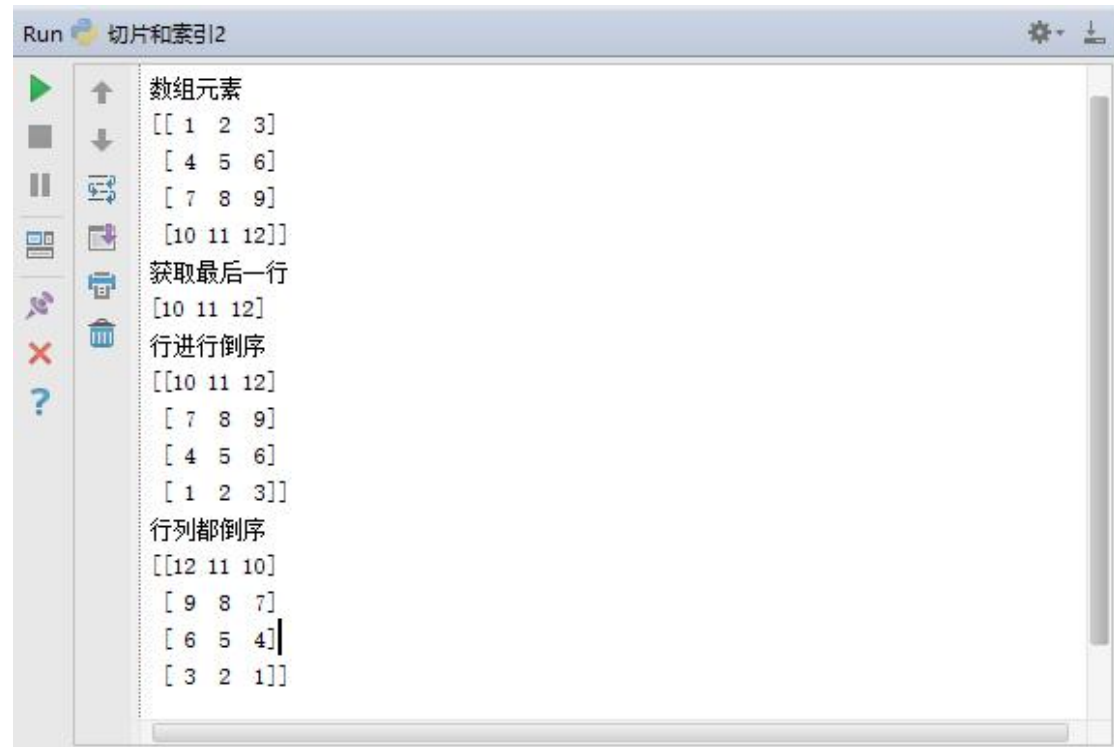 Run 切片和索引2
数组元素
[[ 1  2  3]
 [ 4  5  6]
 [ 7  8  9]
 [10 11 12]]
获取最后一行
[10 11 12]
行进行倒序
[[10 11 12]
 [ 7  8  9]
 [ 4  5  6]
 [ 1  2  3]]
行列都倒序
[[12 11 10]
 [ 9  8  7]
 [ 6  5  4]
 [ 3  2  1]]